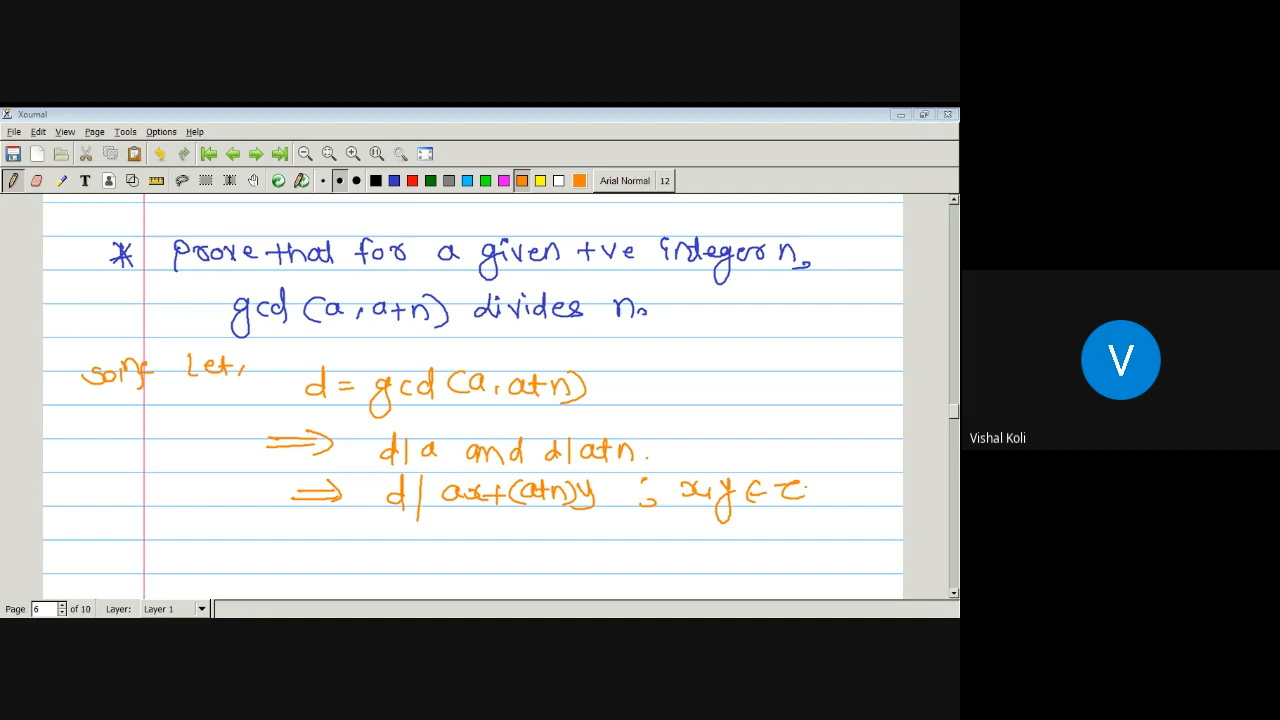 Xournal
File Edit View Page Tools Options Help
T Arial Normal 12
* prove that for a given +ve integer n,
gcd (a, a+n) divides n.
Soln: Let,
d = gcd (a, a+n)
⟹ d|a and d|a+n.
⟹ d| ax+(a+n)y ; x,y ∈ Z.
V
Vishal Koli
Page 6 of 10 Layer: Layer 1